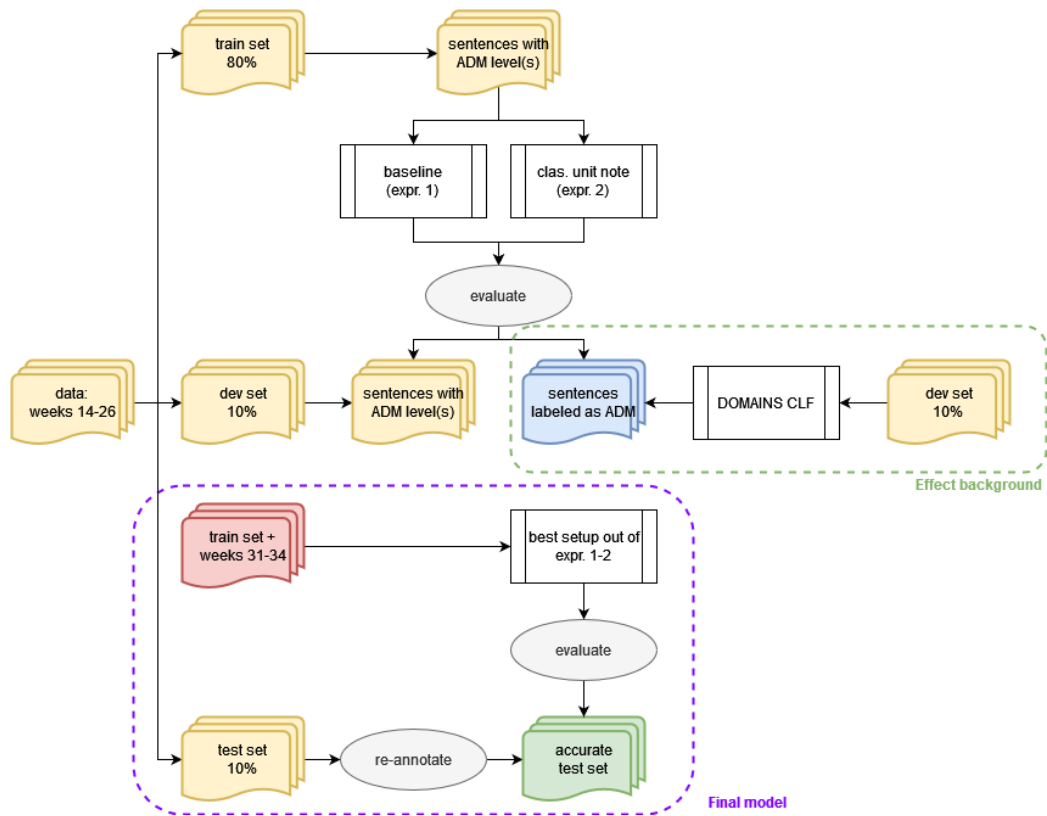 train set
80%
sentences with
ADM level(s)
baseline
(expr. 1)
clas. unit note
(expr. 2)
evaluate
data:
weeks 14-26
dev set
10%
sentences with
ADM level(s)
sentences
labeled as ADM
DOMAINS CLF
dev set
10%
Effect background
train set +
weeks 31-34
best setup out of
expr. 1-2
evaluate
test set
10%
re-annotate
accurate
test set
Final model